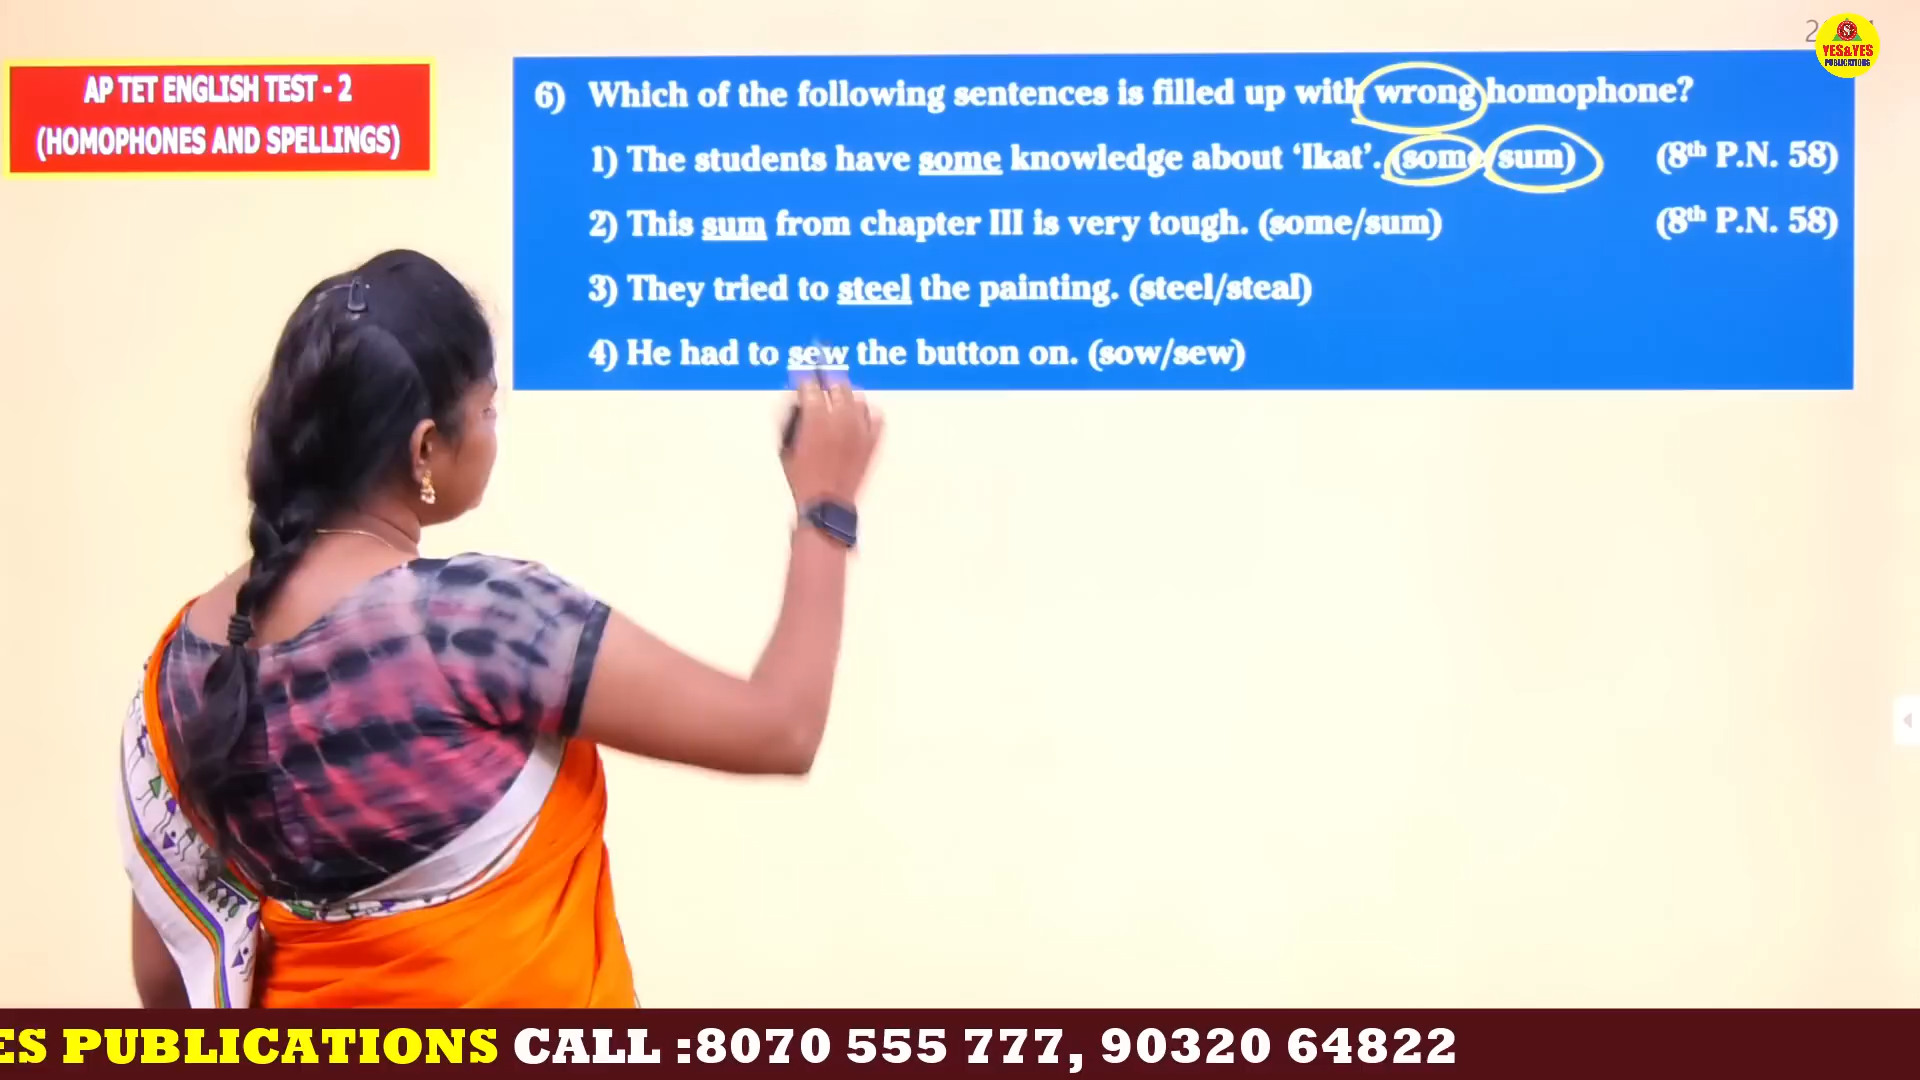 AP TET ENGLISH TEST - 2
(HOMOPHONES AND SPELLINGS)
6) Which of the following sentences is filled up with wrong homophone?
1) The students have some knowledge about ‘Ikat’. (some/sum) (8th P.N. 58)
2) This sum from chapter III is very tough. (some/sum) (8th P.N. 58)
3) They tried to steel the painting. (steel/steal)
4) He had to sew the button on. (sow/sew)
YES&YES
PUBLICATIONS
ES PUBLICATIONS CALL :8070 555 777, 90320 64822